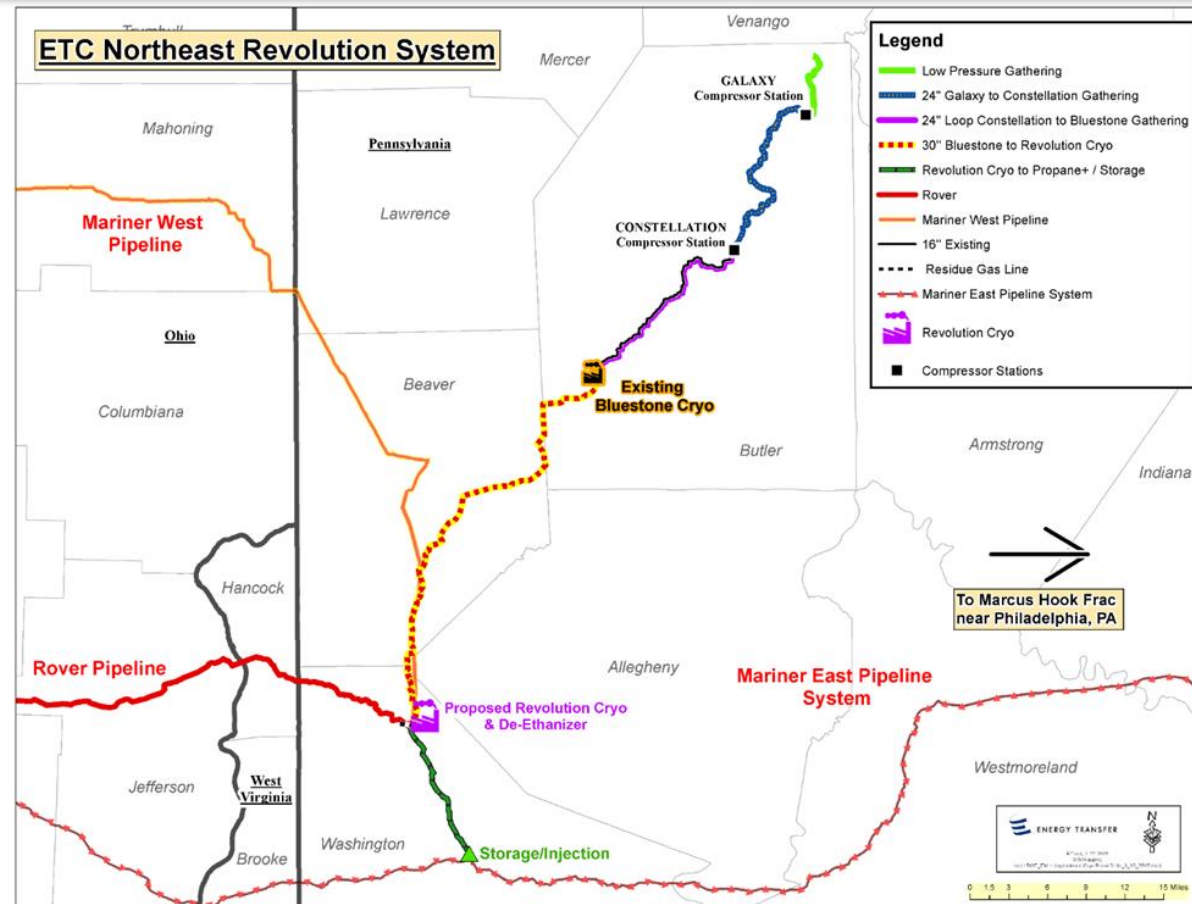 Trumbull
Venango
ETC Northeast Revolution System
Mercer
Legend
Low Pressure Gathering
24" Galaxy to Constellation Gathering
24" Loop Constellation to Bluestone Gathering
30" Bluestone to Revolution Cryo
Revolution Cryo to Propane+ / Storage
Rover
Mariner West Pipeline
16" Existing
Residue Gas Line
Mariner East Pipeline System
Revolution Cryo
Compressor Stations
GALAXY
Compressor Station
Mahoning
Pennsylvania
Lawrence
Mariner West
Pipeline
CONSTELLATION
Compressor Station
Ohio
Beaver
Existing
Bluestone Cryo
Columbiana
Butler
Armstrong
Indiana
Hancock
To Marcus Hook Frac
near Philadelphia, PA
Rover Pipeline
Allegheny
Mariner East Pipeline
System
Proposed Revolution Cryo
& De-Ethanizer
Jefferson
West
Virginia
Westmoreland
Washington
Storage/Injection
Brooke
ENERGY TRANSFER
N
0 1.5 3 6 9 12 15 Miles